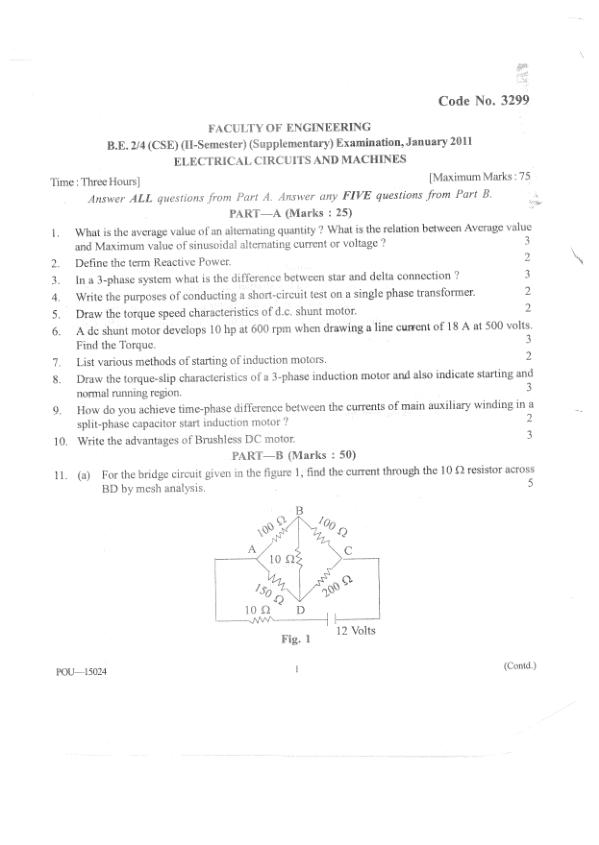 Code No. 3299
FACULTY OF ENGINEERING
B.E. 2/4 (CSE) (II-Semester) (Supplementary) Examination, January 2011
ELECTRICAL CIRCUITS AND MACHINES
Time : Three Hours] [Maximum Marks : 75
Answer ALL questions from Part A. Answer any FIVE questions from Part B.
PART—A (Marks : 25)
1. What is the average value of an alternating quantity ? What is the relation between Average value
and Maximum value of sinusoidal alternating current or voltage ? 3
2. Define the term Reactive Power. 2
3. In a 3-phase system what is the difference between star and delta connection ? 3
4. Write the purposes of conducting a short-circuit test on a single phase transformer. 2
5. Draw the torque speed characteristics of d.c. shunt motor. 2
6. A dc shunt motor develops 10 hp at 600 rpm when drawing a line current of 18 A at 500 volts.
Find the Torque. 3
7. List various methods of starting of induction motors. 2
8. Draw the torque-slip characteristics of a 3-phase induction motor and also indicate starting and
normal running region. 3
9. How do you achieve time-phase difference between the currents of main auxiliary winding in a
split-phase capacitor start induction motor ? 2
10. Write the advantages of Brushless DC motor. 3
PART—B (Marks : 50)
11. (a) For the bridge circuit given in the figure 1, find the current through the 10 Ω resistor across
BD by mesh analysis. 5
B
100 Ω 100 Ω
A C
10 Ω
150 Ω 200 Ω
10 Ω D
12 Volts
Fig. 1
POU—15024 1 (Contd.)